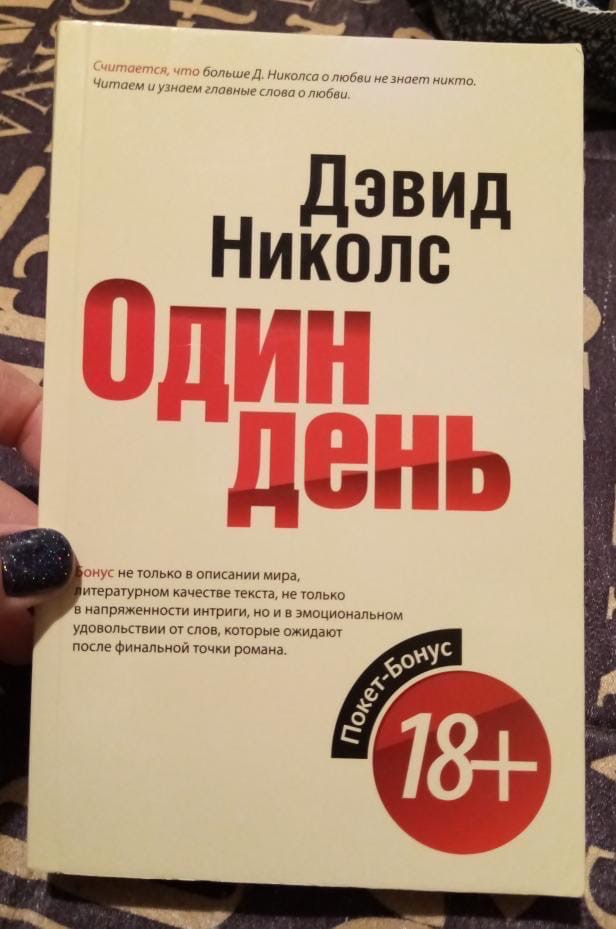 Считается, что больше Д. Николса о любви не знает никто.
Читаем и узнаем главные слова о любви.
Дэвид
Николс
Один
день
Бонус не только в описании мира,
литературном качестве текста, не только
в напряженности интриги, но и в эмоциональном
удовольствии от слов, которые ожидают
после финальной точки романа.
Покет-Бонус
18+